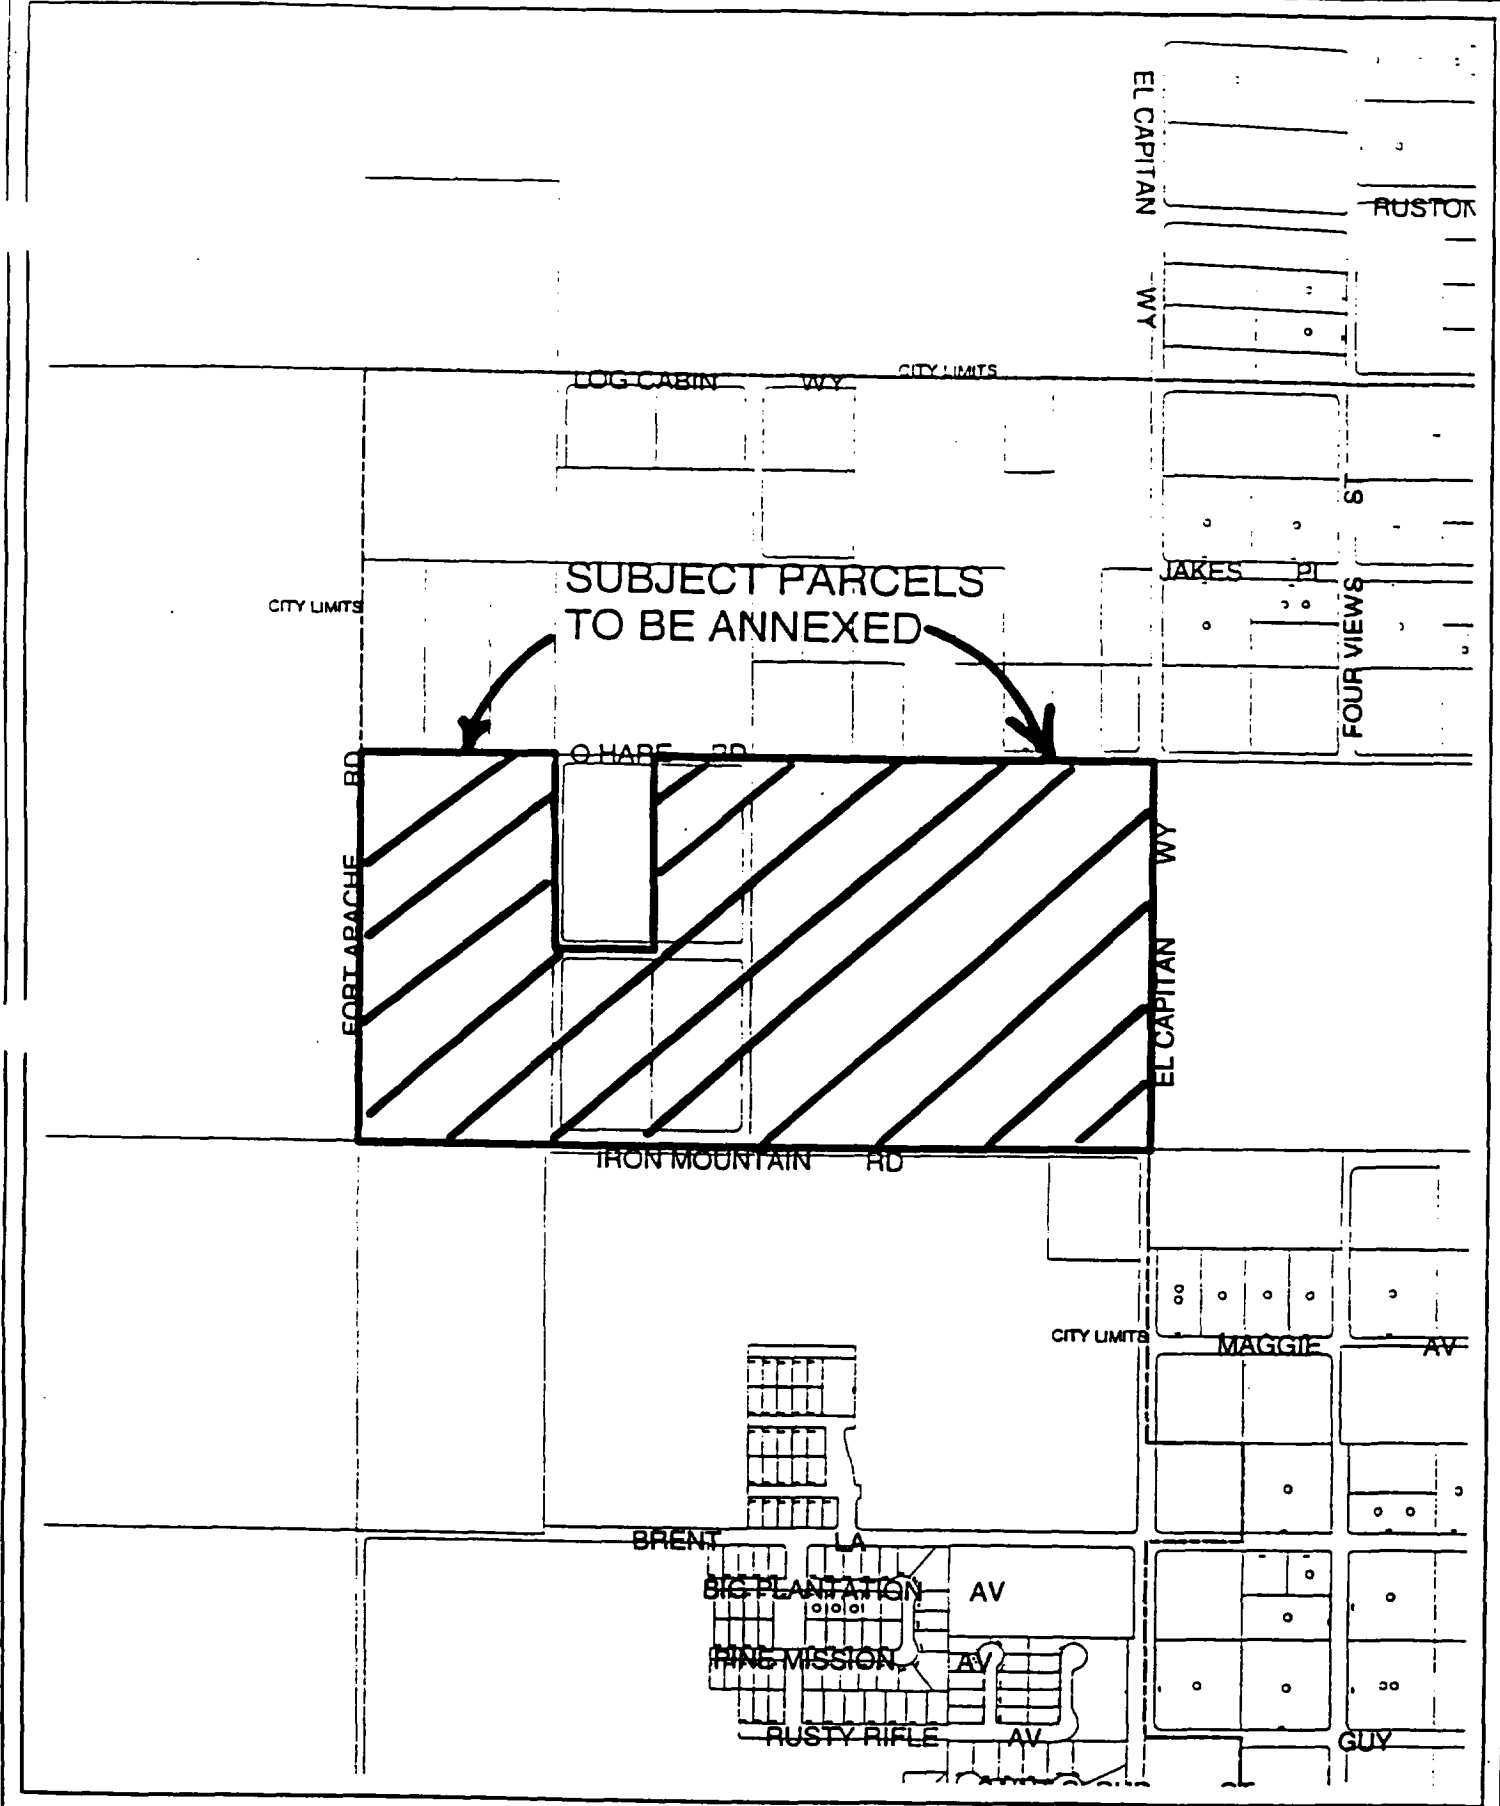 EL CAPITAN WY
RUSTON
LOG CABIN WY
CITY LIMITS
FOUR VIEWS S
JAKES PL
CITY LIMITS
SUBJECT PARCELS
TO BE ANNEXED
O HARE RD
FORT APACHE RD
EL CAPITAN WY
IRON MOUNTAIN RD
CITY LIMITS
MAGGIE AV
BRENT LA
BIG PLANTATION AV
PINE MISSION AV
RUSTY RIFLE AV
GUY